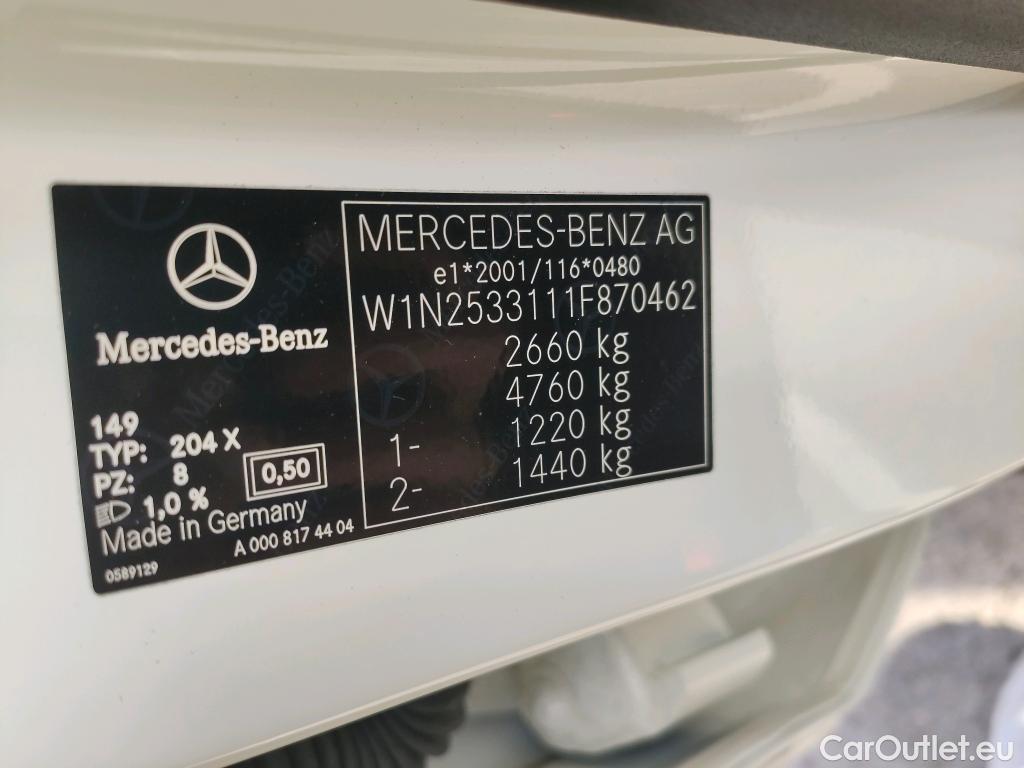 Mercedes-Benz
149
TYP: 204 X
PZ: 8
1,0 %
0,50
Made in Germany
A 000 817 44 04
0589129
MERCEDES-BENZ AG
e1*2001/116*0480
W1N2533111F870462
2660 kg
4760 kg
1- 1220 kg
2- 1440 kg
CarOutlet.eu